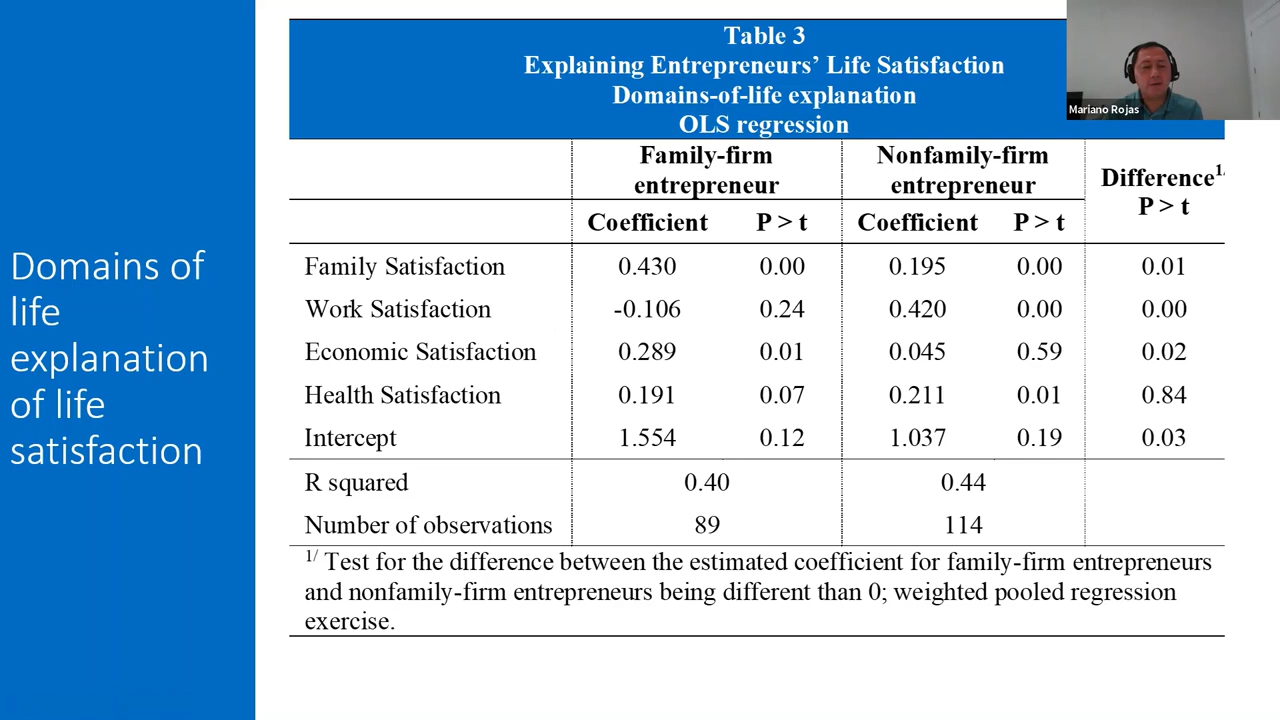 Domains of
life
explanation
of life
satisfaction
Table 3
Explaining Entrepreneurs’ Life Satisfaction
Domains-of-life explanation
OLS regression
Mariano Rojas
Family-firm
entrepreneur
Nonfamily-firm
entrepreneur
Difference1/
P > t
Coefficient P > t Coefficient P > t
Family Satisfaction 0.430 0.00 0.195 0.00 0.01
Work Satisfaction -0.106 0.24 0.420 0.00 0.00
Economic Satisfaction 0.289 0.01 0.045 0.59 0.02
Health Satisfaction 0.191 0.07 0.211 0.01 0.84
Intercept 1.554 0.12 1.037 0.19 0.03
R squared 0.40 0.44
Number of observations 89 114
1/ Test for the difference between the estimated coefficient for family-firm entrepreneurs
and nonfamily-firm entrepreneurs being different than 0; weighted pooled regression
exercise.